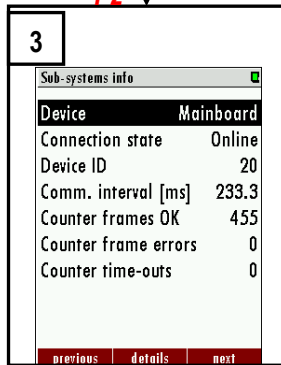 3
Sub-systems info
Device Mainboard
Connection state Online
Device ID 20
Comm. interval [ms] 233.3
Counter frames OK 455
Counter frame errors 0
Counter time-outs 0
previous details next